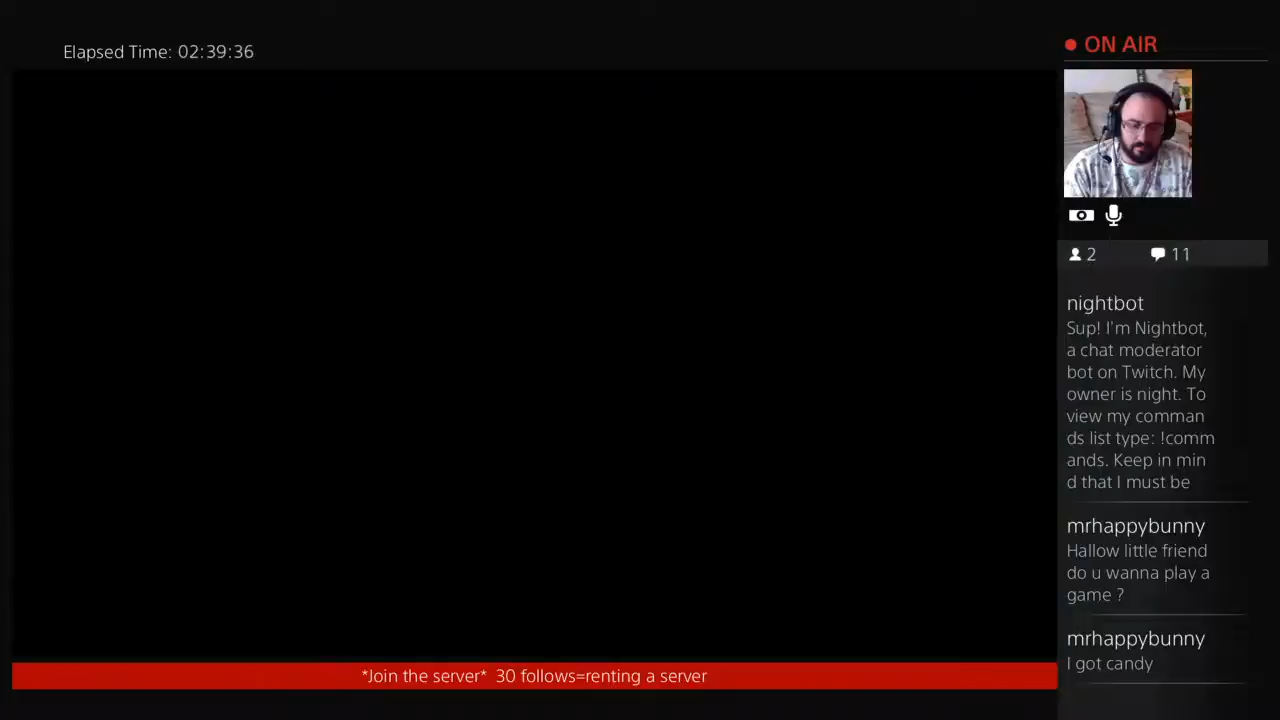 Elapsed Time: 02:39:36
ON AIR
2
11
nightbot
Sup! I'm Nightbot,
a chat moderator
bot on Twitch. My
owner is night. To
view my comman
ds list type: !comm
ands. Keep in min
d that I must be
mrhappybunny
Hallow little friend
do u wanna play a
game ?
mrhappybunny
I got candy
*Join the server* 30 follows=renting a server